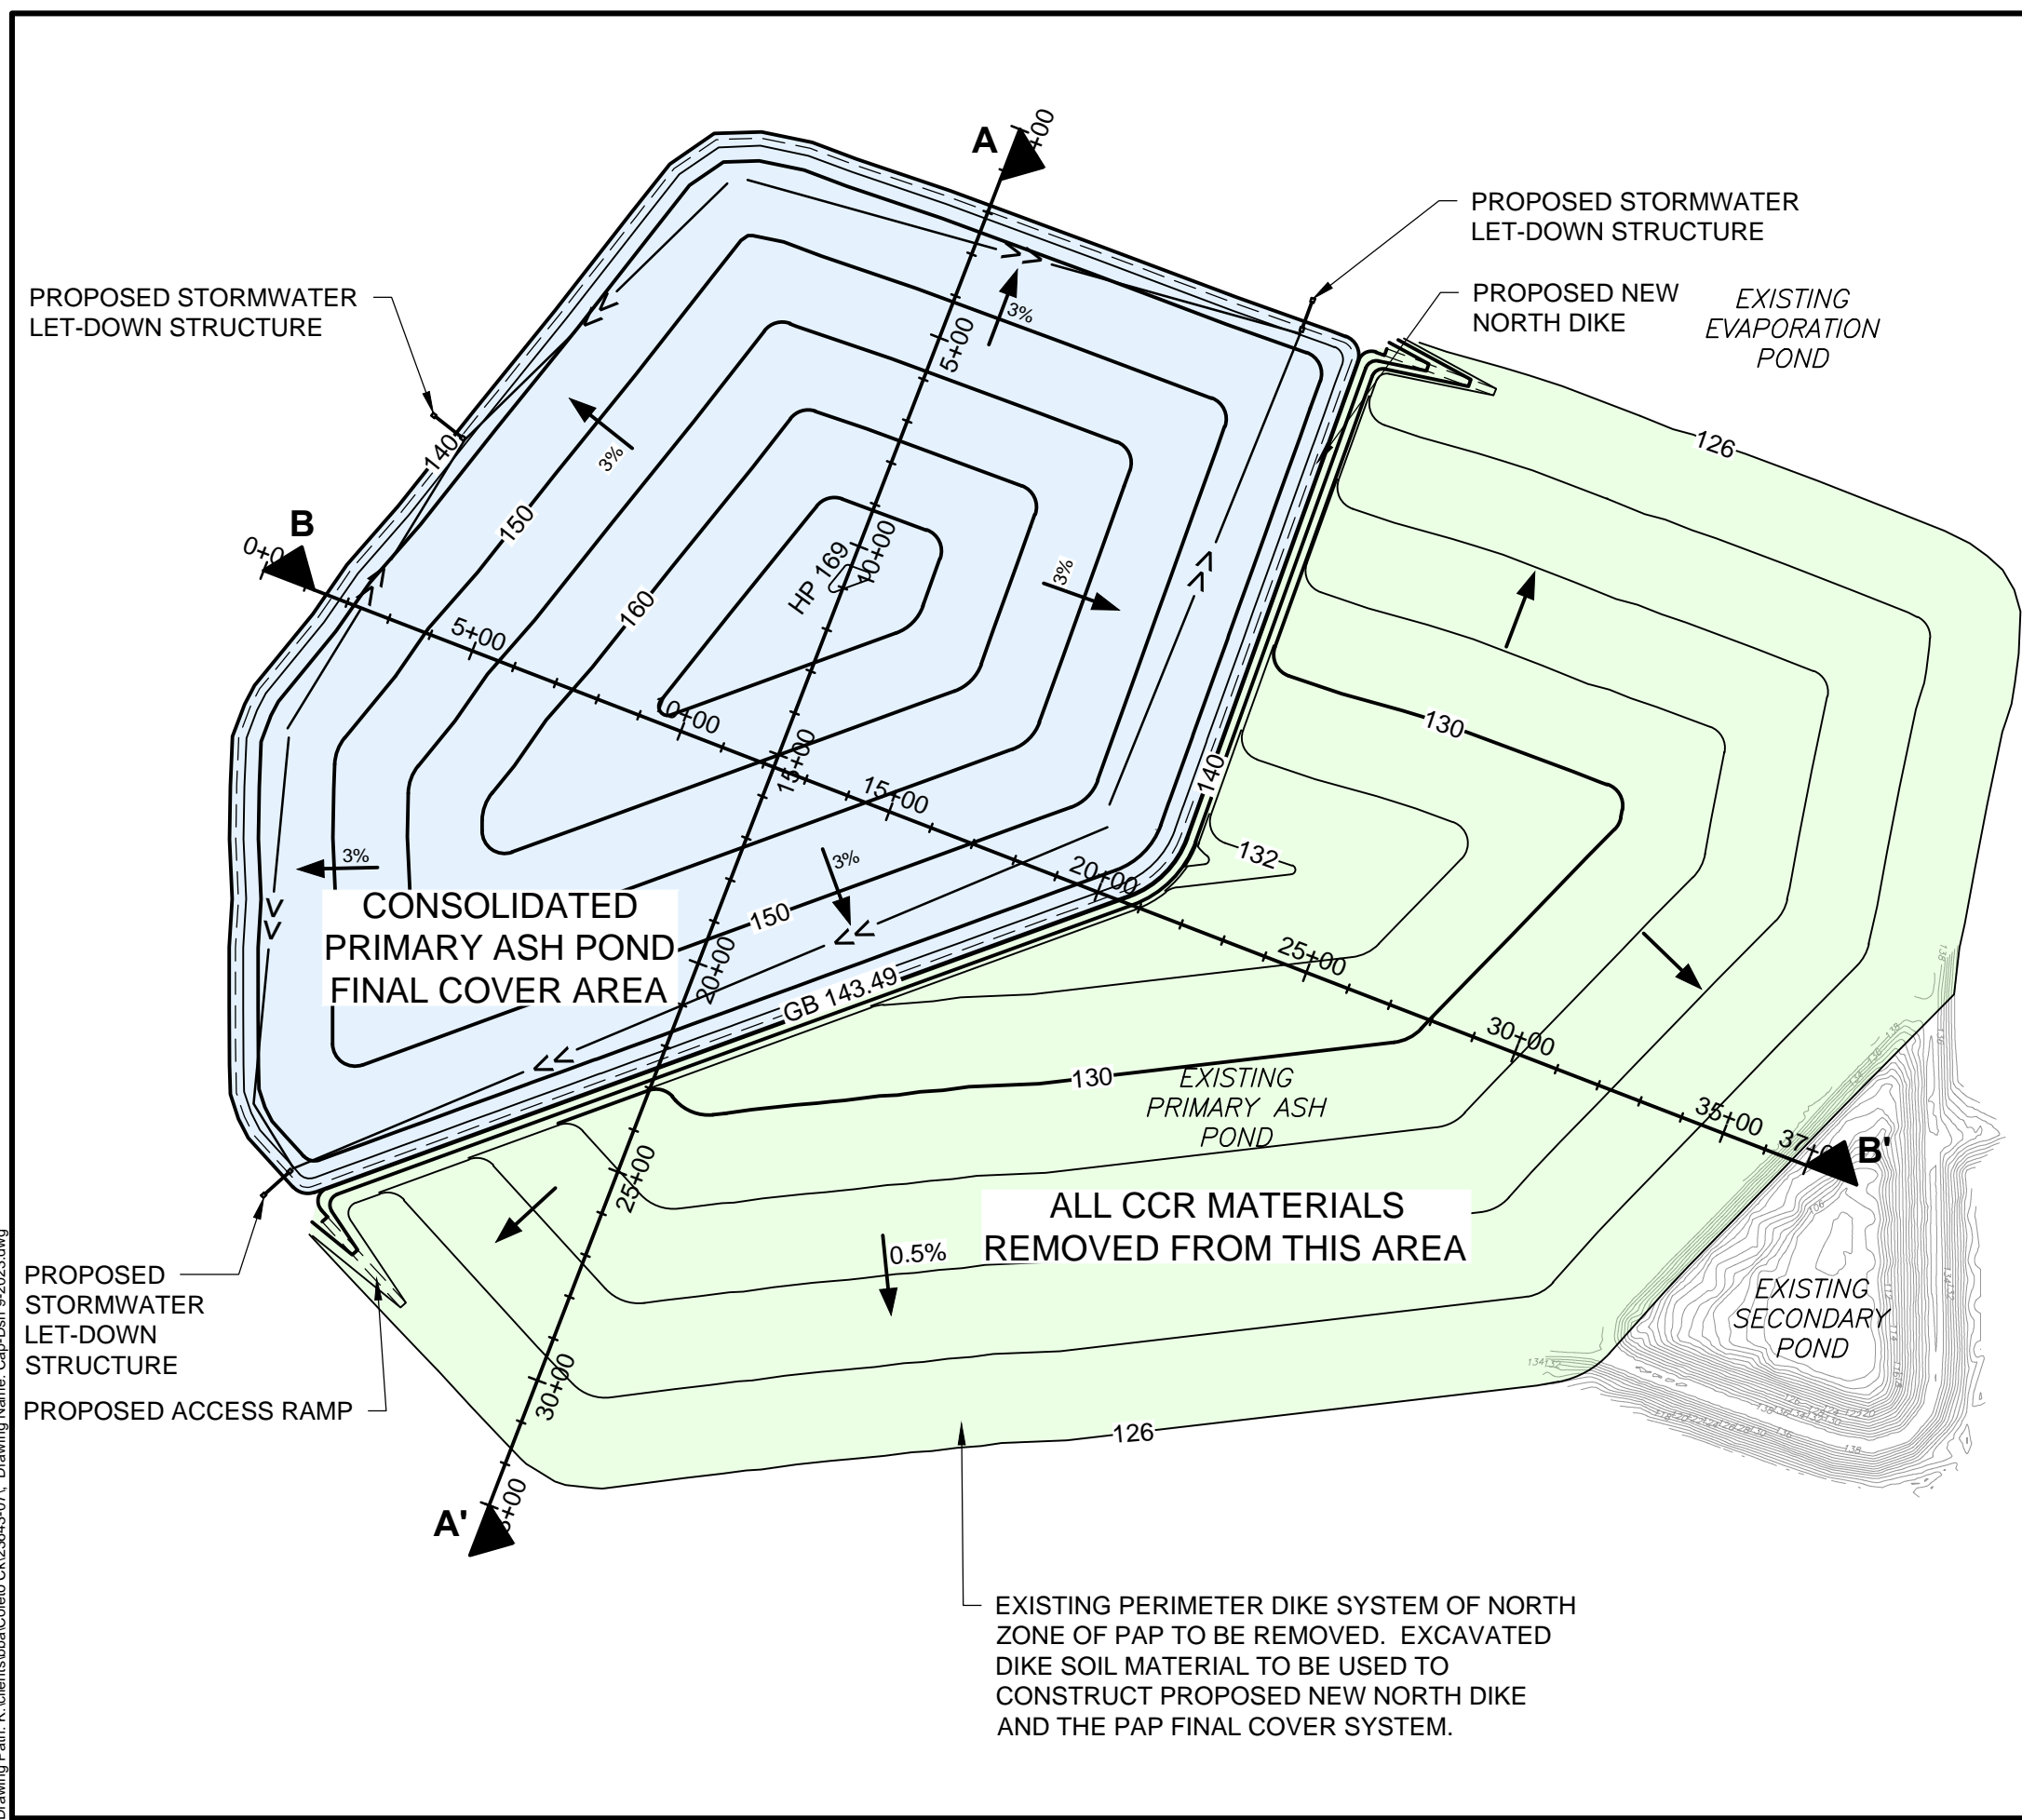 A
PROPOSED STORMWATER
LET-DOWN STRUCTURE
PROPOSED STORMWATER
LET-DOWN STRUCTURE
PROPOSED NEW
NORTH DIKE
EXISTING
EVAPORATION
POND
3%
5+00
126
140
3%
B
150
HP 169
10+00
3%
160
5+00
10+00
130
15+00
140
15+00
132
20+00
3%
3%
CONSOLIDATED
PRIMARY ASH POND
FINAL COVER AREA
150
20+00
GB 143.49
25+00
30+00
130
EXISTING
PRIMARY ASH
POND
35+00
B'
25+00
ALL CCR MATERIALS
REMOVED FROM THIS AREA
0.5%
106
EXISTING
SECONDARY
POND
PROPOSED
STORMWATER
LET-DOWN
STRUCTURE
PROPOSED ACCESS RAMP
30+00
126
A'
EXISTING PERIMETER DIKE SYSTEM OF NORTH
ZONE OF PAP TO BE REMOVED. EXCAVATED
DIKE SOIL MATERIAL TO BE USED TO
CONSTRUCT PROPOSED NEW NORTH DIKE
AND THE PAP FINAL COVER SYSTEM.